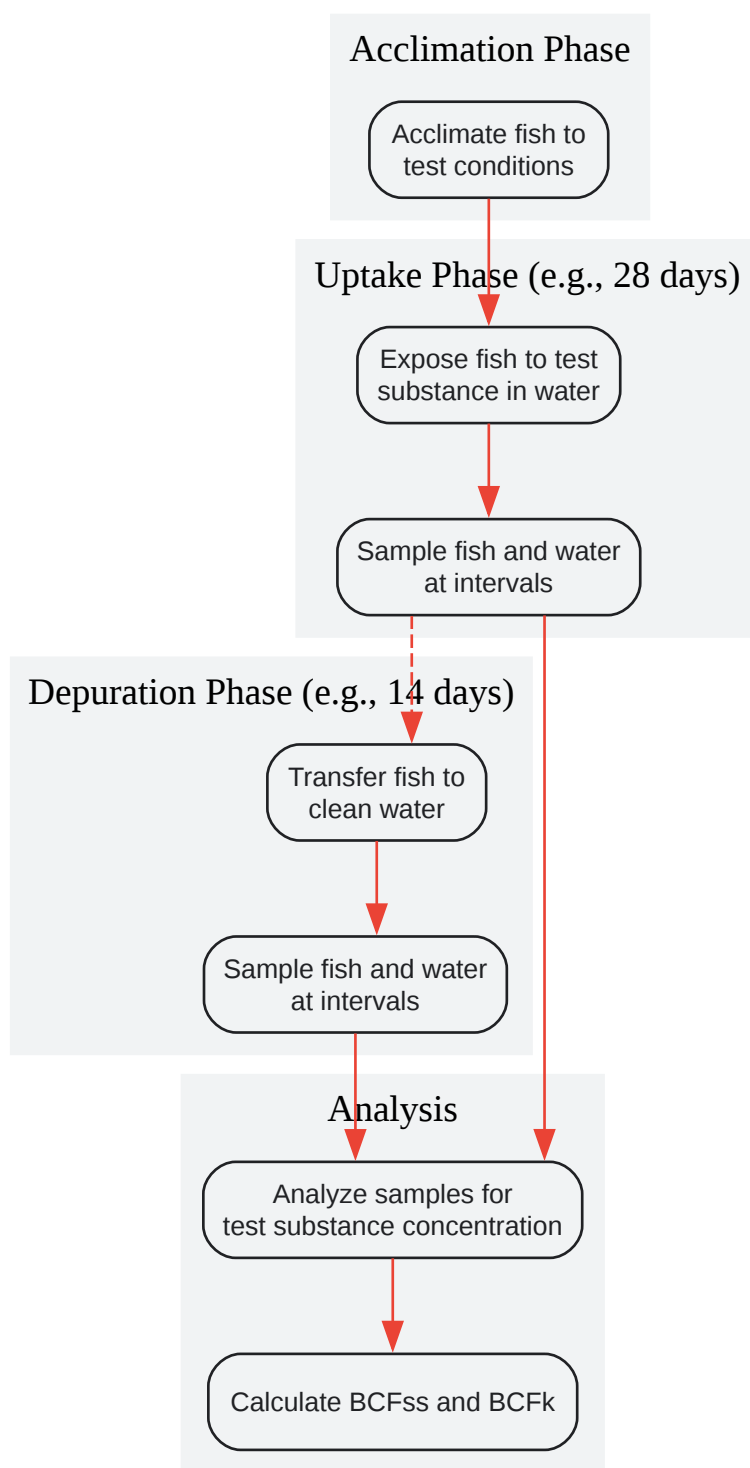 Acclimation Phase
Acclimate fish to
test conditions
Uptake Phase (e.g., 28 days)
Expose fish to test
substance in water
Sample fish and water
at intervals
Depuration Phase (e.g., 14 days)
Transfer fish to
clean water
Sample fish and water
at intervals
Analysis
Analyze samples for
test substance concentration
Calculate BCFss and BCFk